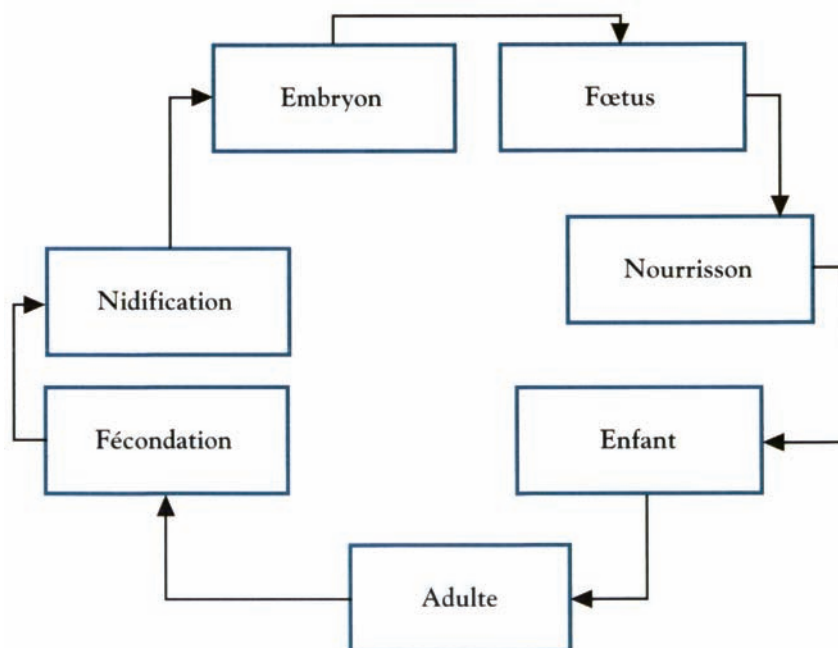 Embryon
Fœtus
Nourrisson
Nidification
Fécondation
Enfant
Adulte